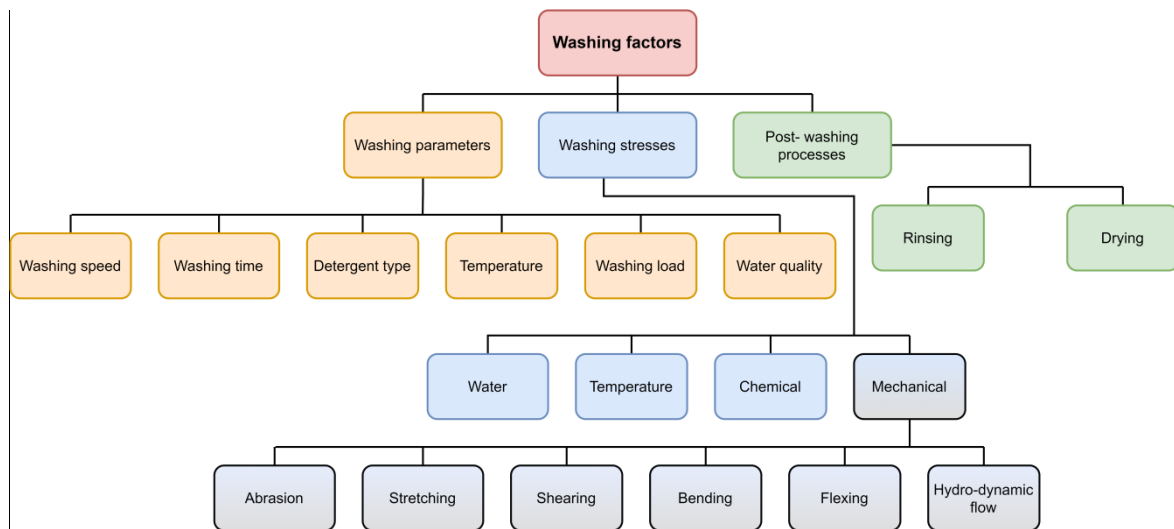 Washing factors
Washing parameters
Washing stresses
Post- washing
processes
Rinsing
Drying
Washing speed
Washing time
Detergent type
Temperature
Washing load
Water quality
Water
Temperature
Chemical
Mechanical
Abrasion
Stretching
Shearing
Bending
Flexing
Hydro-dynamic
flow